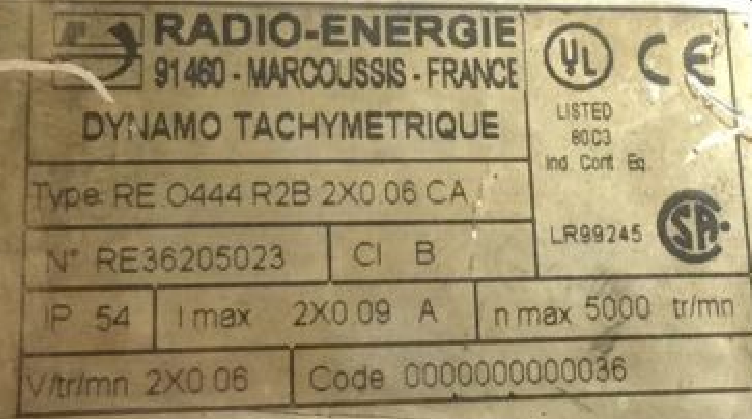 RADIO-ENERGIE
91460 - MARCOUSSIS - FRANCE
DYNAMO TACHYMETRIQUE
UL CE
LISTED
80C3
Ind. Cont. Eq.
LR99245 SA
Type RE O444 R2B 2X0.06 CA
N° RE36205023 Cl B
IP 54 I max 2X0.09 A n max 5000 tr/mn
V/tr/mn 2X0.06 Code 0000000000036